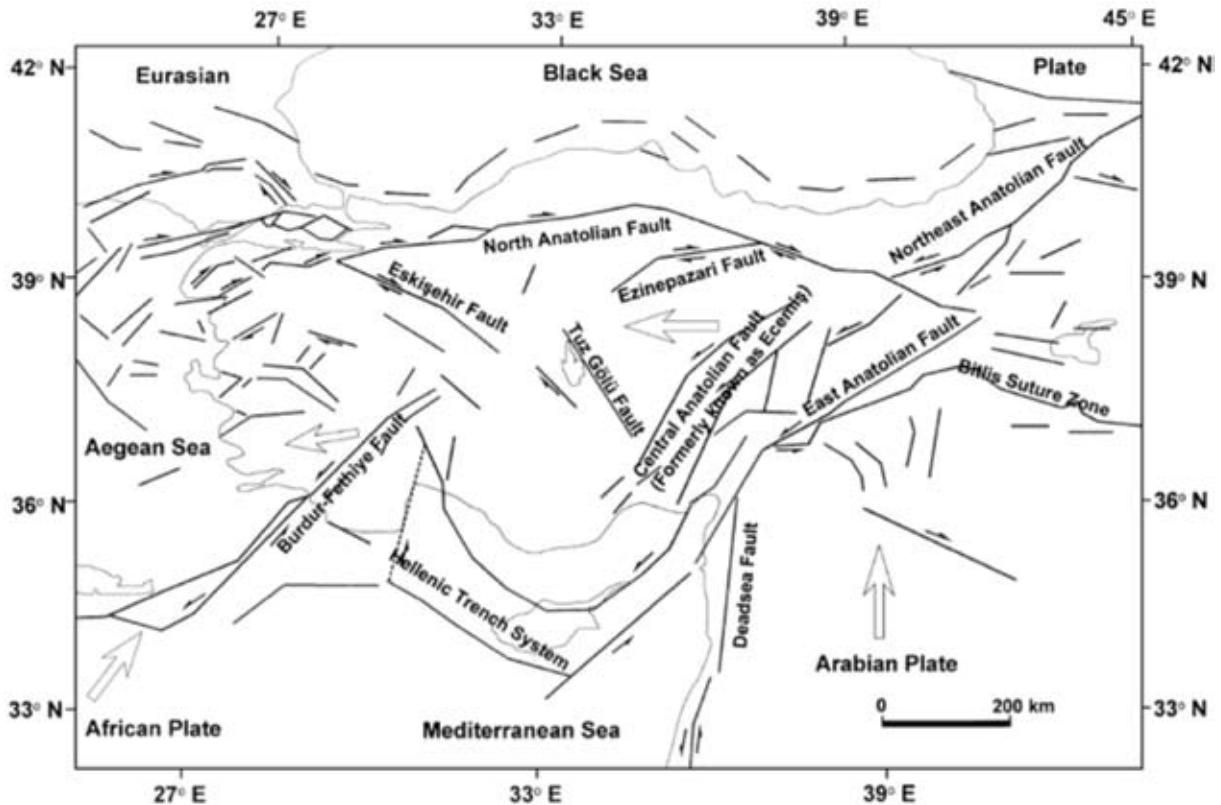 27° E
33° E
39° E
45° E
42° N
Eurasian
Black Sea
Plate
42° N
Northeast Anatolian Fault
North Anatolian Fault
39° N
Eskişehir Fault
Ezinepazari Fault
39° N
Tuz Gölü Fault
Central Anatolian Fault
(Formerly known as Ecemiş)
East Anatolian Fault
Bitlis Suture Zone
Aegean Sea
Burdur-Fethiye Fault
36° N
36° N
Hellenic Trench System
Deadsea Fault
Arabian Plate
33° N
African Plate
Mediterranean Sea
0
200 km
33° N
27° E
33° E
39° E